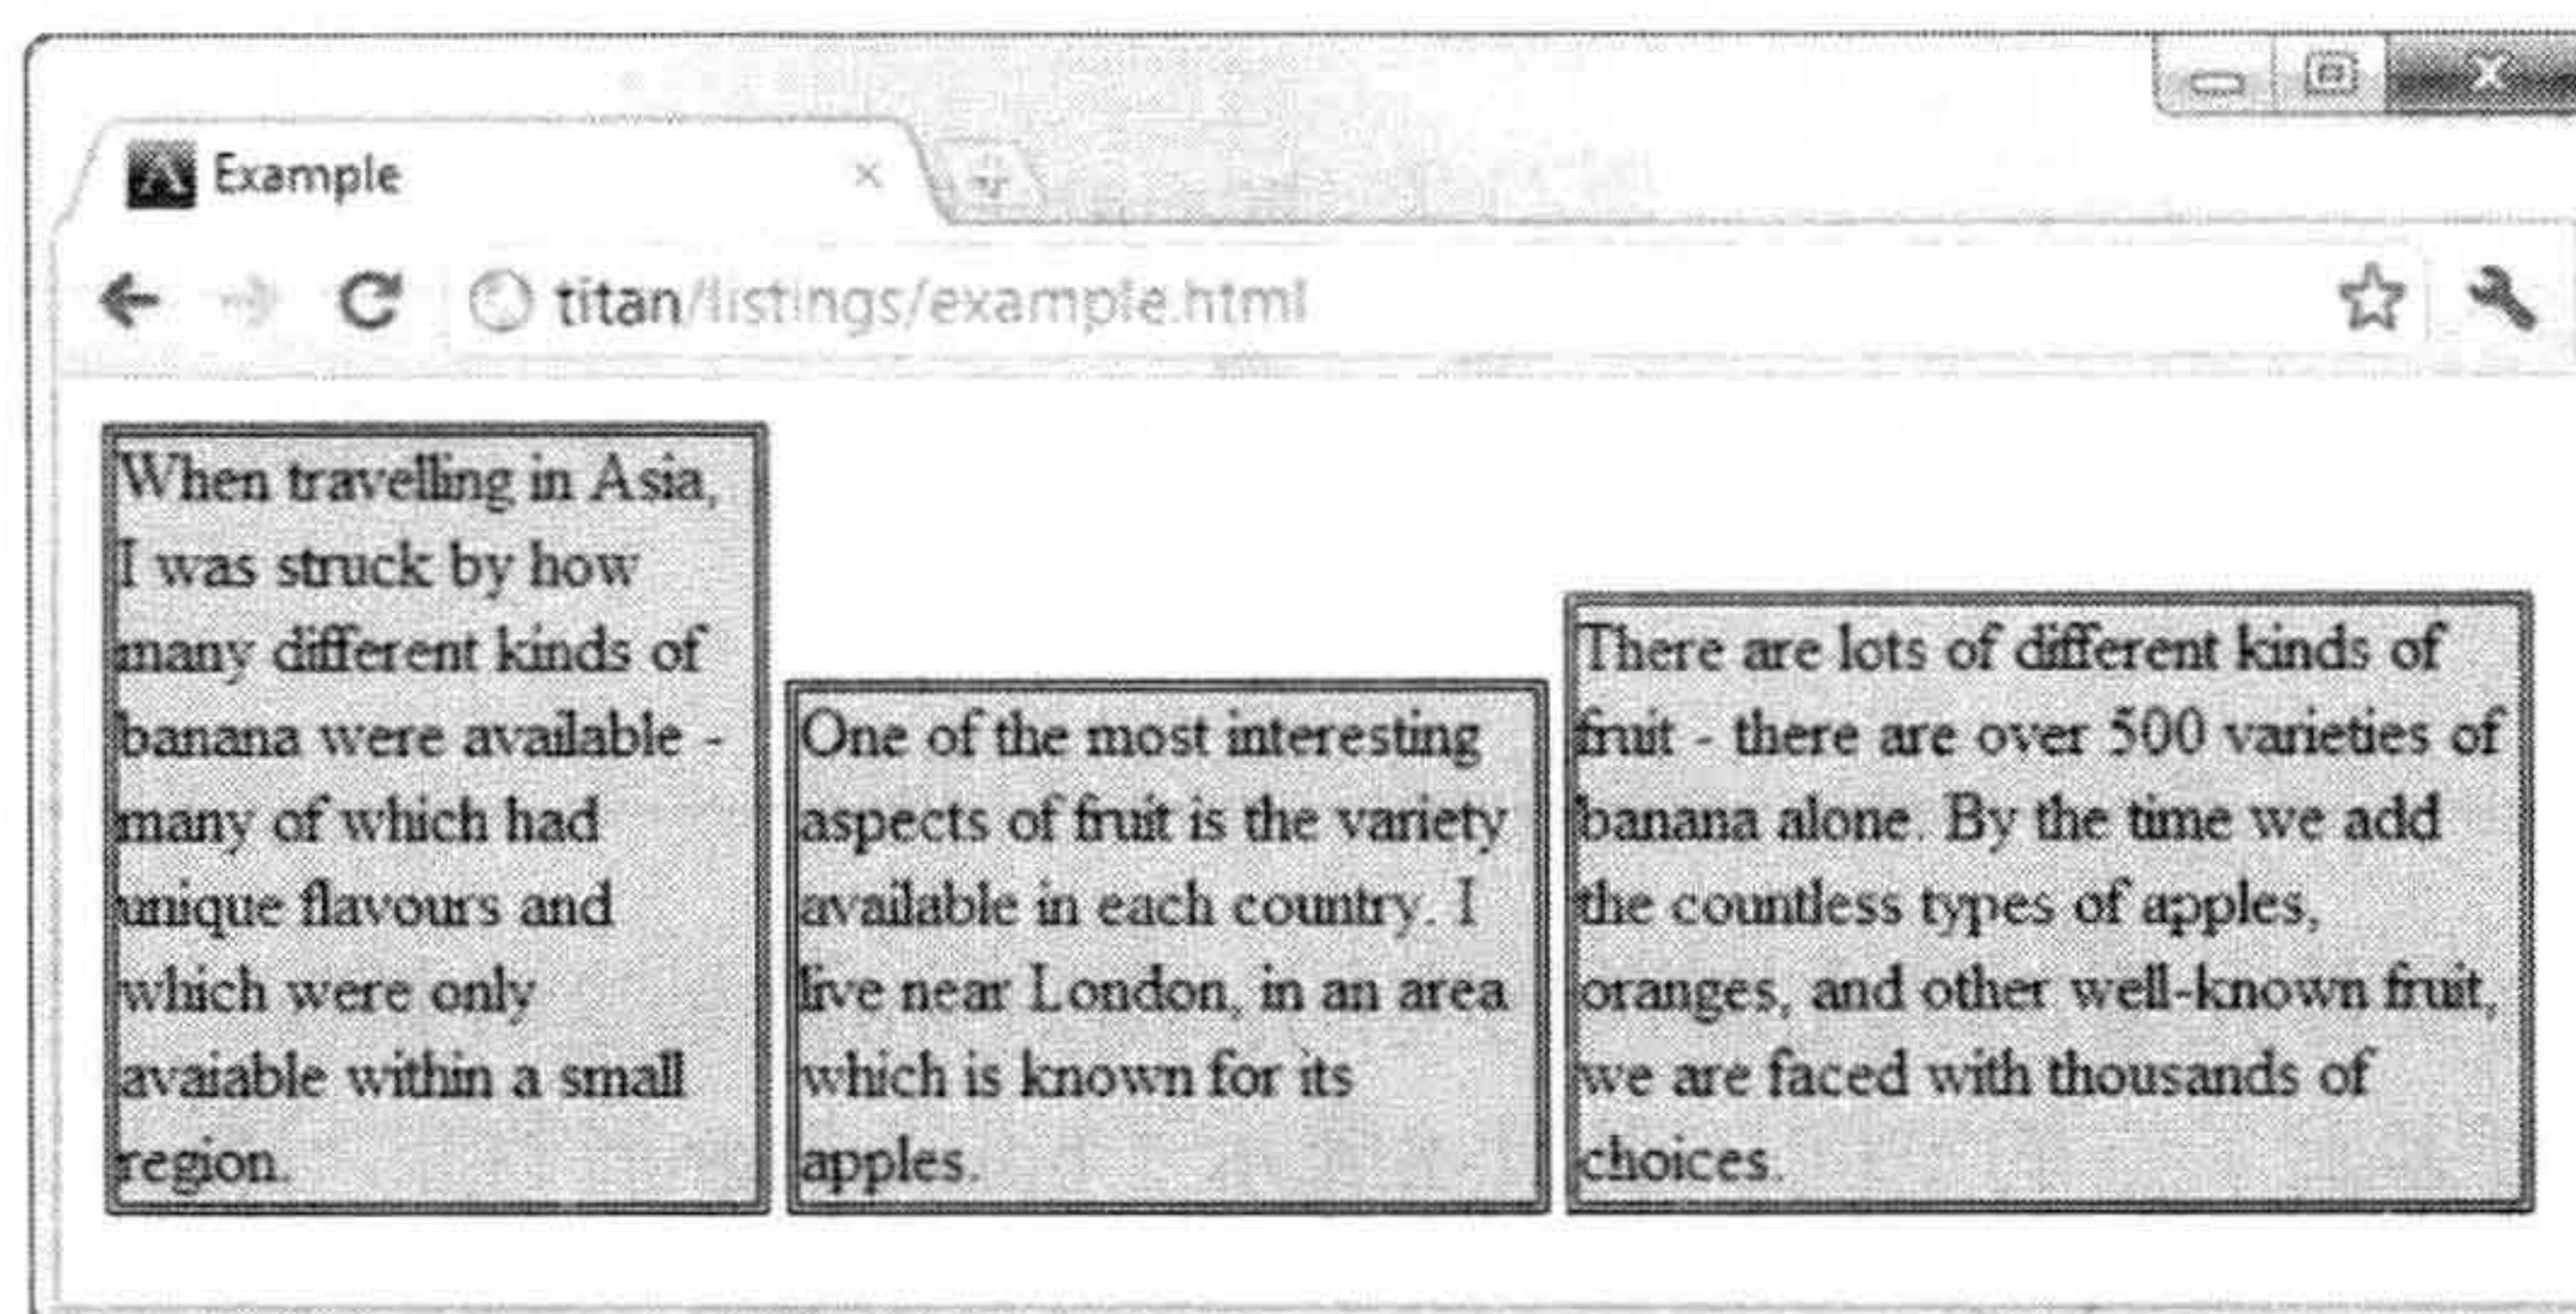 Example
titan/listings/example.html
When travelling in Asia,
I was struck by how
many different kinds of
banana were available -
many of which had
unique flavours and
which were only
avaiable within a small
region.
One of the most interesting
aspects of fruit is the variety
available in each country. I
live near London, in an area
which is known for its
apples.
There are lots of different kinds of
fruit - there are over 500 varieties of
banana alone. By the time we add
the countless types of apples,
oranges, and other well-known fruit,
we are faced with thousands of
choices.